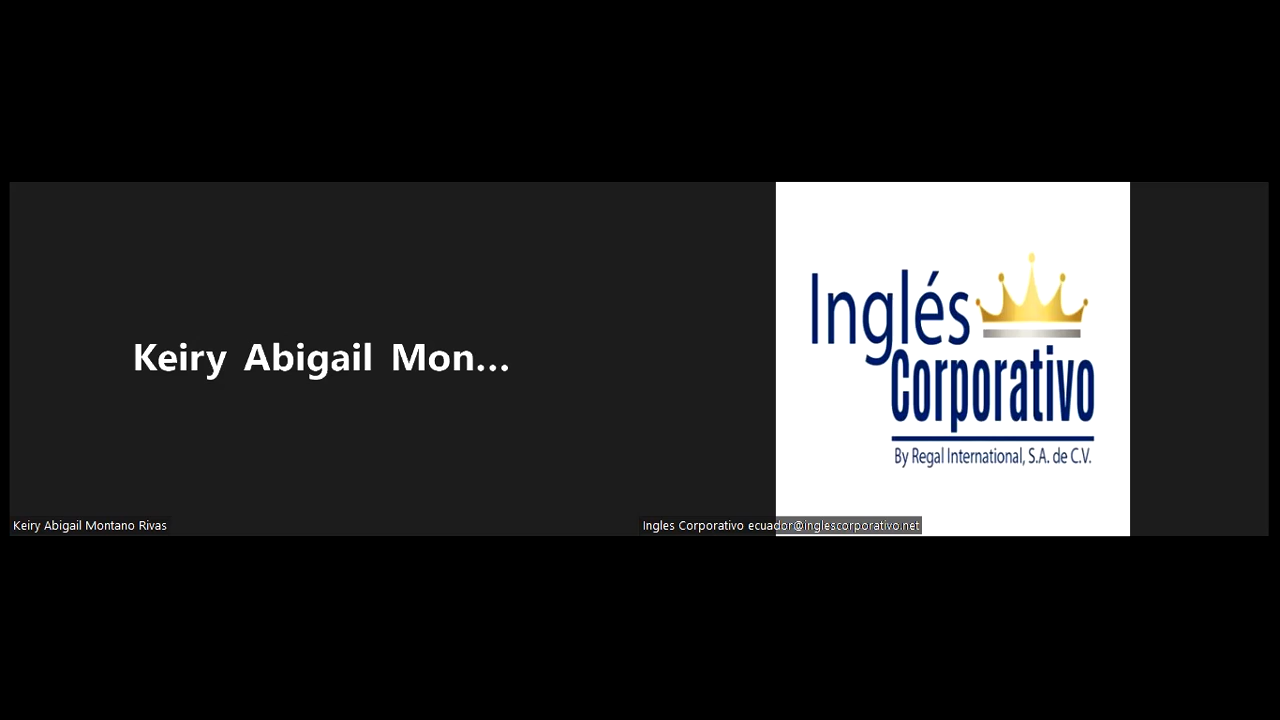 Keiry Abigail Mon...
Inglés
Corporativo
By Regal International, S.A. de C.V.
Keiry Abigail Montano Rivas
Ingles Corporativo ecuador@inglescorporativo.net